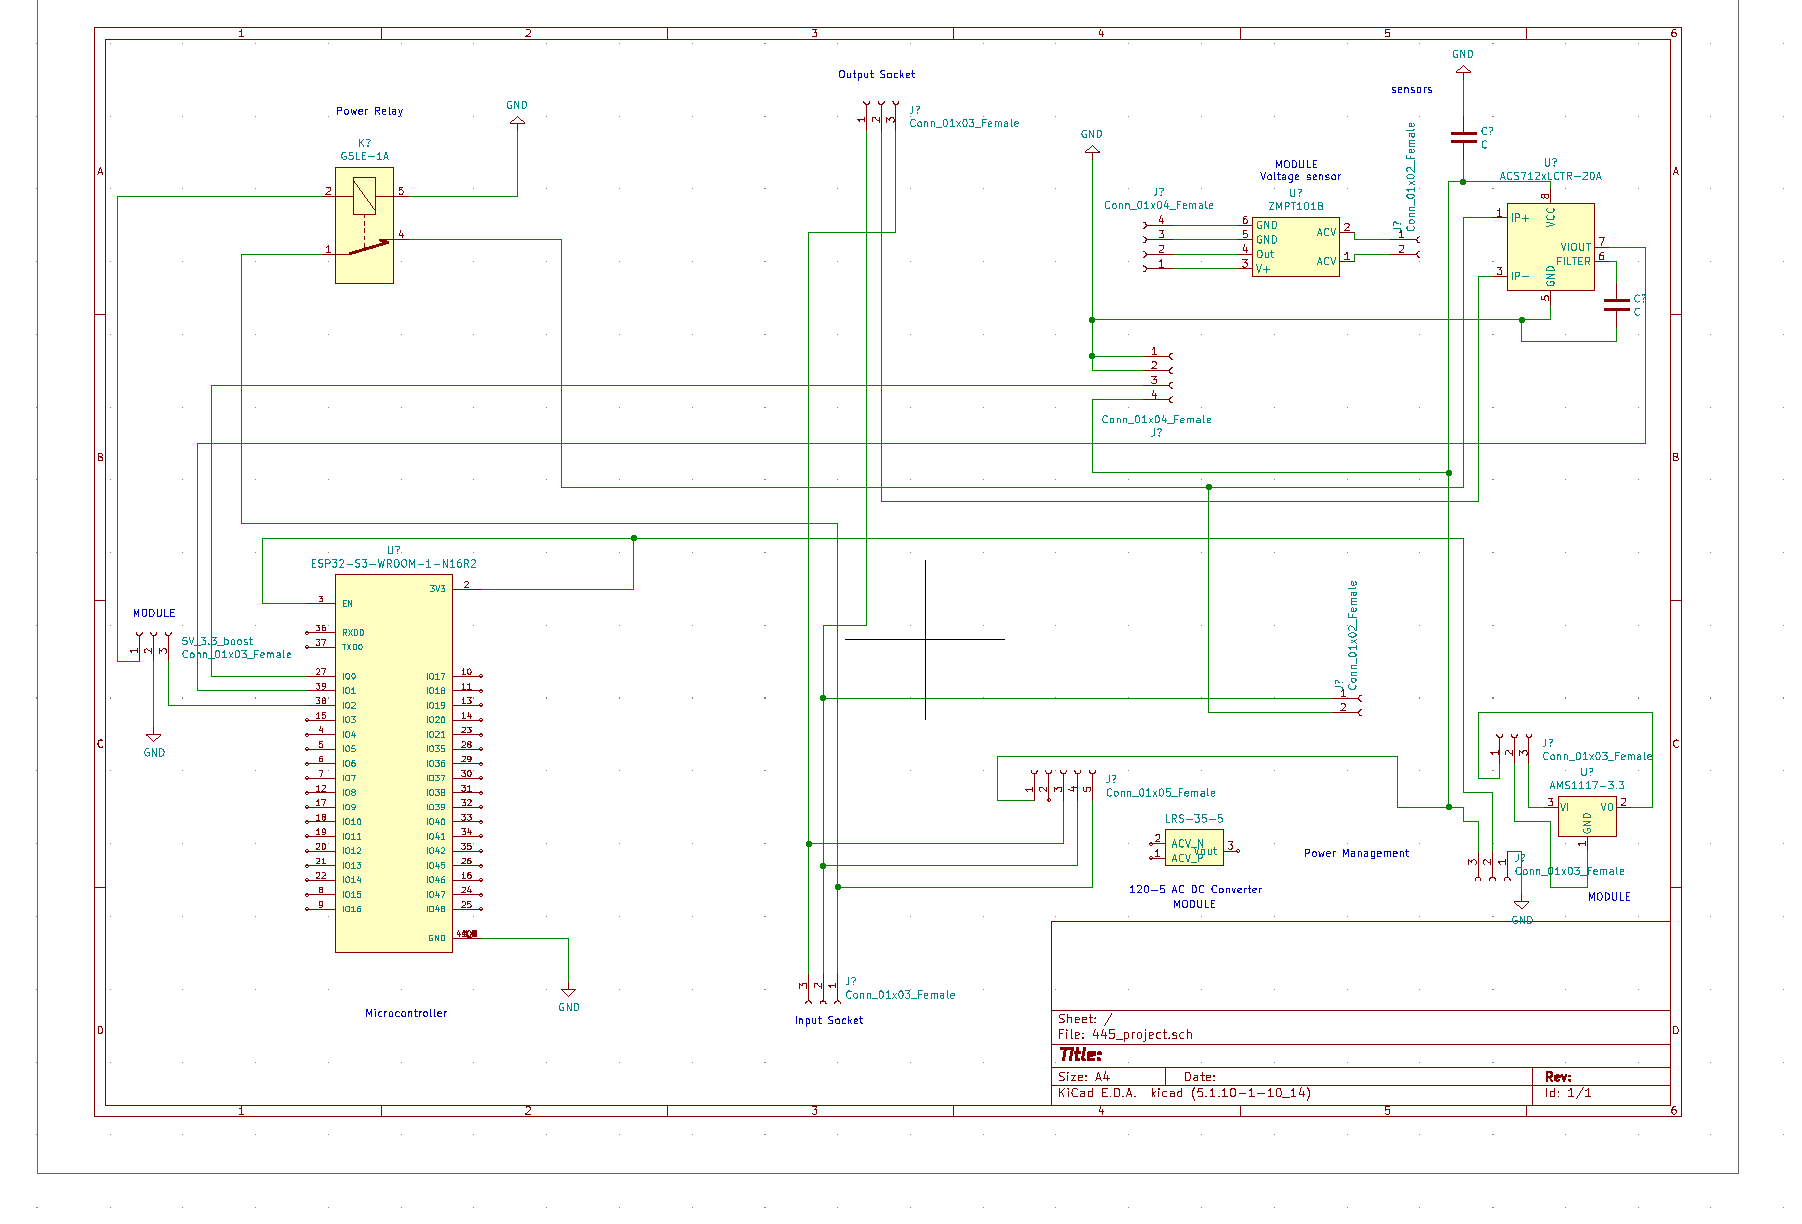 1 2 3 4 5 6
A
B
C
D
A
B
C
D
1 2 3 4 5 6
Power Relay
K?
G5LE-1A
2
5
4
1
GND
Output Socket
1 2 3
J?
Conn_01x03_Female
GND
MODULE
Voltage sensor
U?
ZMPT101B
J?
Conn_01x04_Female
4
3
2
1
6 GND
5 GND
4 Out
3 V+
ACV 2
ACV 1
J?
Conn_01x02_Female
1
2
sensors
GND
C?
C
U?
ACS712xLCTR-20A
8
VCC
1 IP+
3 IP-
VIOUT 7
FILTER 6
GND
5
C?
C
1
2
3
4
Conn_01x04_Female
J?
U?
ESP32-S3-WROOM-1-N16R2
3V3 2
3 EN
36 RXD0
37 TXD0
27 IO0
39 IO1
38 IO2
15 IO3
4 IO4
5 IO5
6 IO6
7 IO7
12 IO8
17 IO9
18 IO10
19 IO11
20 IO12
21 IO13
22 IO14
8 IO15
9 IO16
IO17 10
IO18 11
IO19 13
IO20 14
IO21 23
IO35 28
IO36 29
IO37 30
IO38 31
IO39 32
IO40 33
IO41 34
IO42 35
IO45 26
IO46 16
IO47 24
IO48 25
GND
GND
Microcontroller
MODULE
1 2 3
5V_3.3_boost
Conn_01x03_Female
GND
J?
Conn_01x02_Female
1
2
1 2 3 4 5
J?
Conn_01x05_Female
LRS-35-5
2 ACV_N
1 ACV_P
Vout 3
120-5 AC DC Converter
MODULE
Power Management
1 2 3
J?
Conn_01x03_Female
U?
AMS1117-3.3
3 VI
VO 2
GND
1
3 2 1
J?
Conn_01x03_Female
MODULE
GND
3 2 1
J?
Conn_01x03_Female
Input Socket
Sheet: /
File: 445_project.sch
Title:
Size: A4 Date: Rev:
KiCad E.D.A. kicad (5.1.10-1-10_14) Id: 1/1